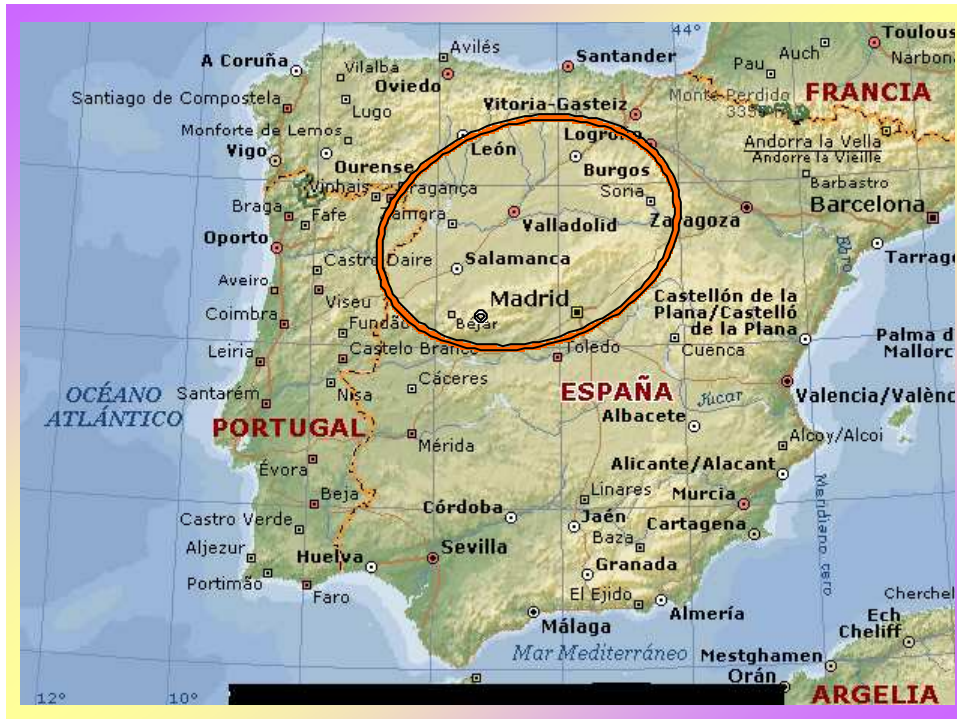 44°
Toulous
Avilés
A Coruña
Vilalba
Santander
Auch
Pau
Narbon
Oviedo
Santiago de Compostela
Lugo
Vitoria-Gasteiz
Monte Perdido
FRANCIA
Monforte de Lemos
Logroño
Andorra la Vella
Andorre la Vieille
Vigo
León
Ourense
Burgos
Vinhais
Bragança
Soria
Barbastro
Braga
Fafe
Zamora
Valladolid
Zaragoza
Barcelona
Oporto
Castro Daire
Salamanca
Ebro
Tarrag
Aveiro
Viseu
Madrid
Castellón de la
Plana/Castelló
de la Plana
Coimbra
Fundão
Béjar
Leiria
Castelo Branco
Toledo
Cuenca
Palma d
Mallorc
OCÉANO
ATLÁNTICO
Santarém
Nisa
Cáceres
ESPAÑA
Júcar
Valencia/Valènc
PORTUGAL
Albacete
Mérida
Alcoy/Alcoi
Évora
Alicante/Alacant
Beja
Linares
Murcia
Córdoba
Castro Verde
Jaén
Cartagena
Meridiano cero
Aljezur
Huelva
Sevilla
Baza
Portimão
Granada
Faro
El Ejido
Almería
Cherchel
Málaga
Ech
Cheliff
Mar Mediterráneo
Mestghamen
Orán
12°
10°
ARGELIA